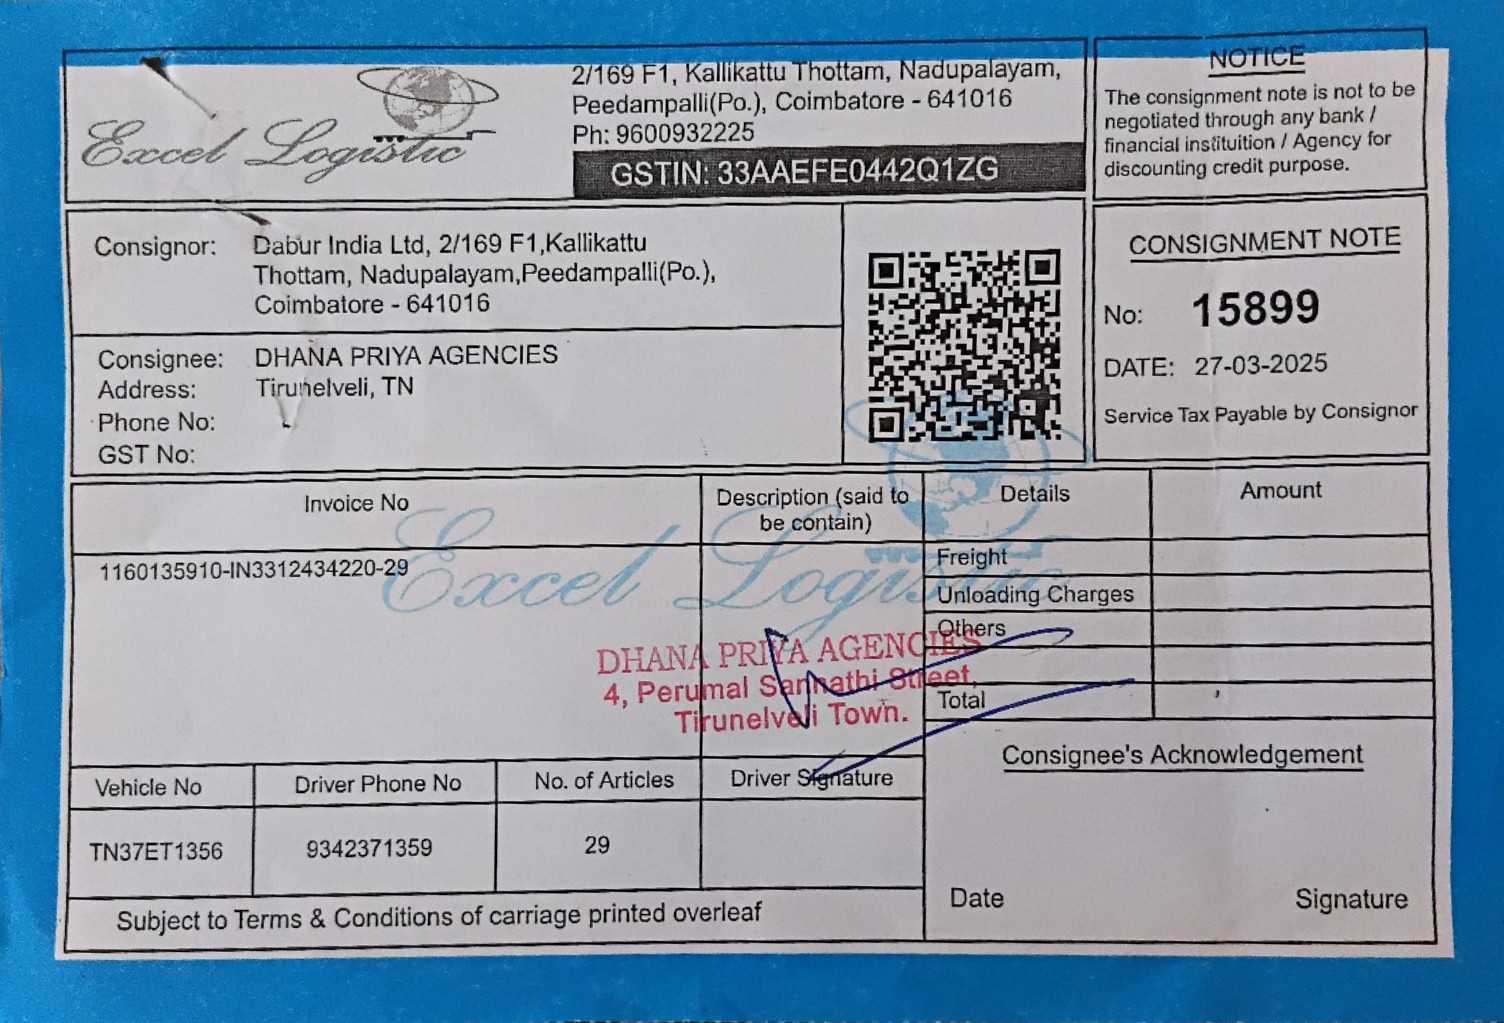 Excel Logistic
2/169 F1, Kallikattu Thottam, Nadupalayam,
Peedampalli(Po.), Coimbatore - 641016
Ph: 9600932225
GSTIN: 33AAEFE0442Q1ZG
NOTICE
The consignment note is not to be
negotiated through any bank /
financial instituition / Agency for
discounting credit purpose.
Consignor: Dabur India Ltd, 2/169 F1,Kallikattu
Thottam, Nadupalayam,Peedampalli(Po.),
Coimbatore - 641016
Consignee: DHANA PRIYA AGENCIES
Address: Tirunelveli, TN
Phone No:
GST No:
CONSIGNMENT NOTE
No: 15899
DATE: 27-03-2025
Service Tax Payable by Consignor
Invoice No
Description (said to
be contain)
Details
Amount
1160135910-IN3312434220-29
Excel Logistic
Freight
Unloading Charges
Others
Total
DHANA PRIYA AGENCIES
4, Perumal Sannathi Street,
Tirunelveli Town.
Vehicle No
Driver Phone No
No. of Articles
Driver Signature
TN37ET1356
9342371359
29
Consignee's Acknowledgement
Date
Signature
Subject to Terms & Conditions of carriage printed overleaf